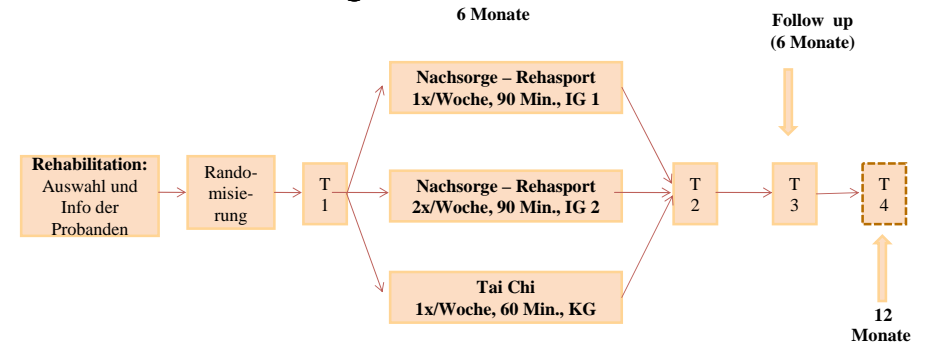 6 Monate
Follow up
(6 Monate)
Rehabilitation:
Auswahl und
Info der
Probanden
Rando-
misie-
rung
T
1
Nachsorge – Rehasport
1x/Woche, 90 Min., IG 1
Nachsorge – Rehasport
2x/Woche, 90 Min., IG 2
Tai Chi
1x/Woche, 60 Min., KG
T
2
T
3
T
4
12
Monate